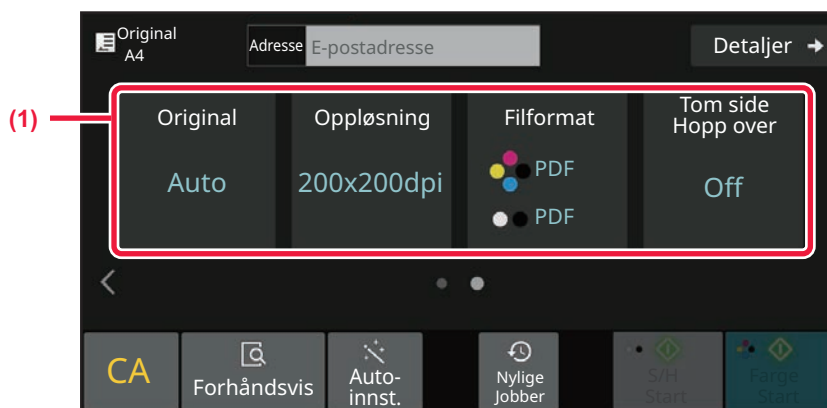 Original
A4
Adresse E-postadresse
Detaljer
(1)
Original
Oppløsning
Filformat
Tom side
Hopp over
Auto
200x200dpi
PDF
PDF
Off
CA
Forhåndsvis
Auto-
innst.
Nylige
Jobber
S/H
Start
Farge
Start